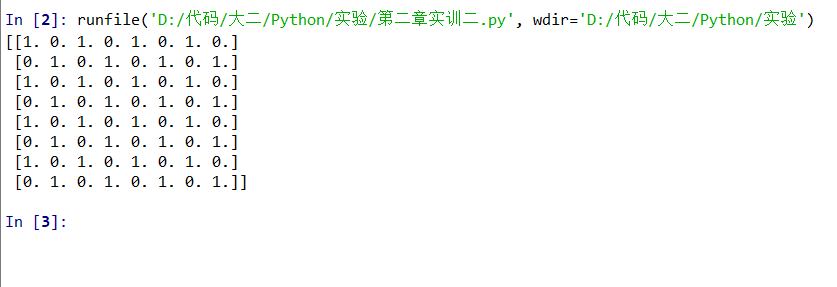 In [2]: runfile('D:/代码/大二/Python/实验/第二章实训二.py', wdir='D:/代码/大二/Python/实验')
[[1. 0. 1. 0. 1. 0. 1. 0.]
 [0. 1. 0. 1. 0. 1. 0. 1.]
 [1. 0. 1. 0. 1. 0. 1. 0.]
 [0. 1. 0. 1. 0. 1. 0. 1.]
 [1. 0. 1. 0. 1. 0. 1. 0.]
 [0. 1. 0. 1. 0. 1. 0. 1.]
 [1. 0. 1. 0. 1. 0. 1. 0.]
 [0. 1. 0. 1. 0. 1. 0. 1.]]
In [3]: